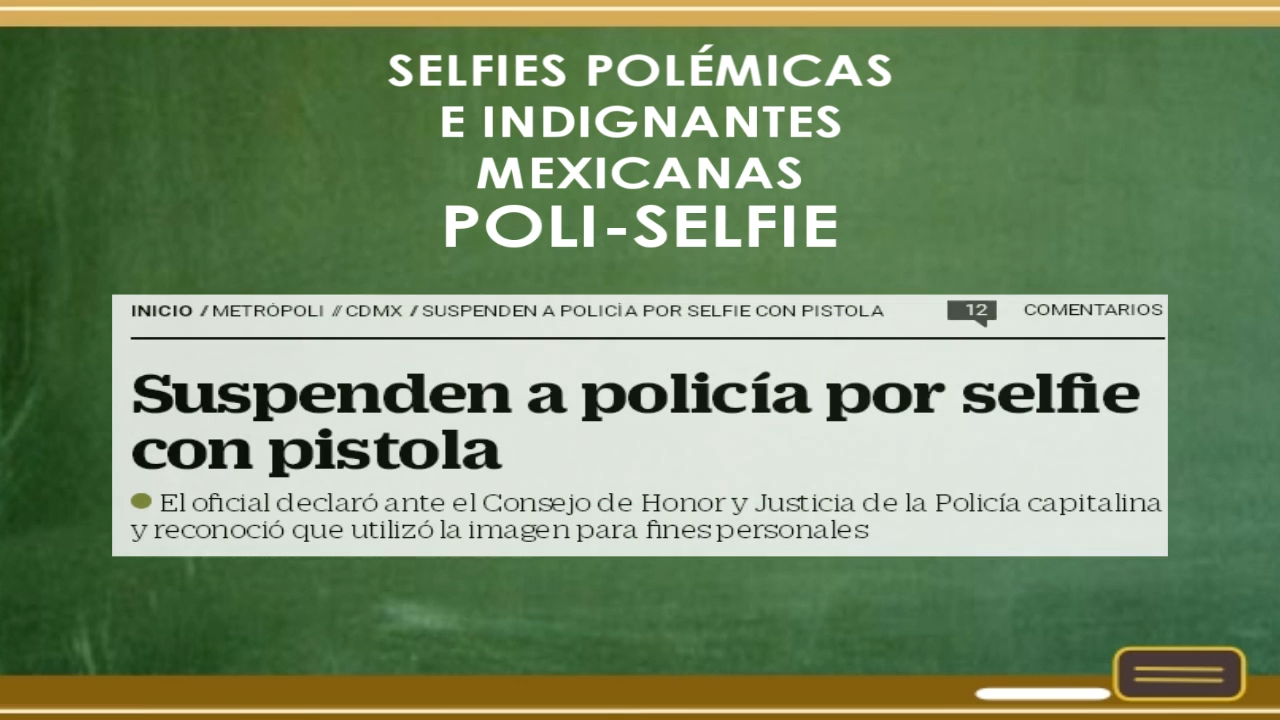 SELFIES POLÉMICAS
E INDIGNANTES
MEXICANAS
POLI-SELFIE
INICIO / METRÓPOLI // CDMX / SUSPENDEN A POLICÍA POR SELFIE CON PISTOLA 12 COMENTARIOS
Suspenden a policía por selfie
con pistola
El oficial declaró ante el Consejo de Honor y Justicia de la Policía capitalina
y reconoció que utilizó la imagen para fines personales